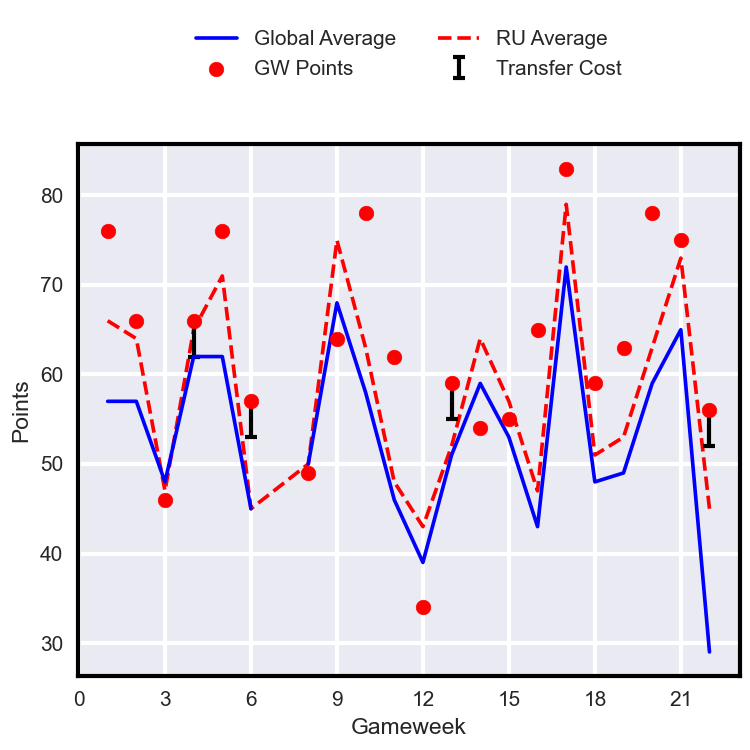 Global Average
RU Average
GW Points
Transfer Cost
80
70
60
50
40
30
Points
0 3 6 9 12 15 18 21
Gameweek